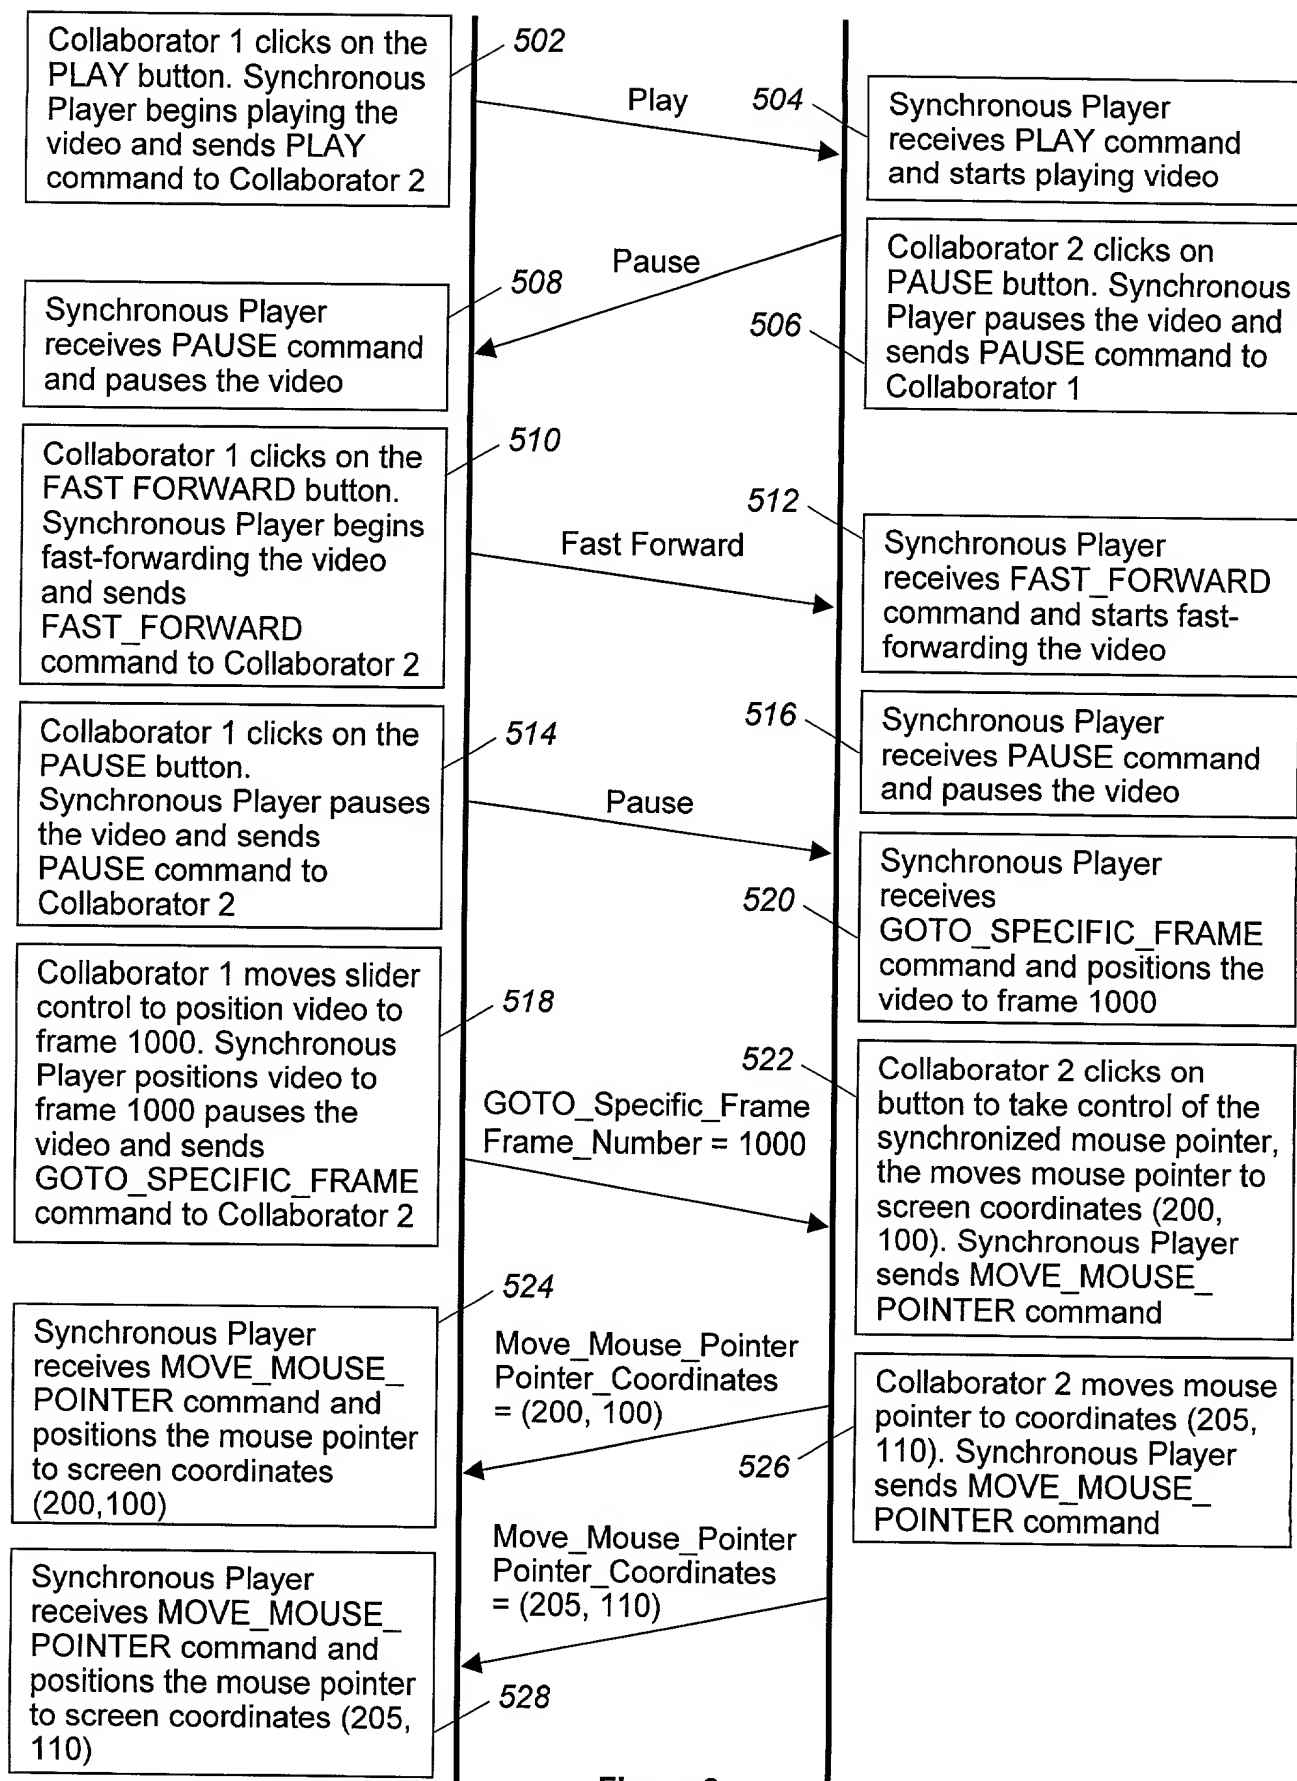 Collaborator 1 clicks on the
PLAY button. Synchronous
Player begins playing the
video and sends PLAY
command to Collaborator 2
502
Play
504
Synchronous Player
receives PLAY command
and starts playing video
Pause
Collaborator 2 clicks on
PAUSE button. Synchronous
Player pauses the video and
sends PAUSE command to
Collaborator 1
506
508
Synchronous Player
receives PAUSE command
and pauses the video
Collaborator 1 clicks on the
FAST FORWARD button.
Synchronous Player begins
fast-forwarding the video
and sends
FAST_FORWARD
command to Collaborator 2
510
Fast Forward
512
Synchronous Player
receives FAST_FORWARD
command and starts fast-
forwarding the video
Collaborator 1 clicks on the
PAUSE button.
Synchronous Player pauses
the video and sends
PAUSE command to
Collaborator 2
514
Pause
516
Synchronous Player
receives PAUSE command
and pauses the video
Collaborator 1 moves slider
control to position video to
frame 1000. Synchronous
Player positions video to
frame 1000 pauses the
video and sends
GOTO_SPECIFIC_FRAME
command to Collaborator 2
518
GOTO_Specific_Frame
Frame_Number = 1000
520
Synchronous Player
receives
GOTO_SPECIFIC_FRAME
command and positions the
video to frame 1000
522
Collaborator 2 clicks on
button to take control of the
synchronized mouse pointer,
the moves mouse pointer to
screen coordinates (200,
100). Synchronous Player
sends MOVE_MOUSE_
POINTER command
524
Synchronous Player
receives MOVE_MOUSE_
POINTER command and
positions the mouse pointer
to screen coordinates
(200,100)
Move_Mouse_Pointer
Pointer_Coordinates
= (200, 100)
526
Collaborator 2 moves mouse
pointer to coordinates (205,
110). Synchronous Player
sends MOVE_MOUSE_
POINTER command
Move_Mouse_Pointer
Pointer_Coordinates
= (205, 110)
Synchronous Player
receives MOVE_MOUSE_
POINTER command and
positions the mouse pointer
to screen coordinates (205,
110)
528